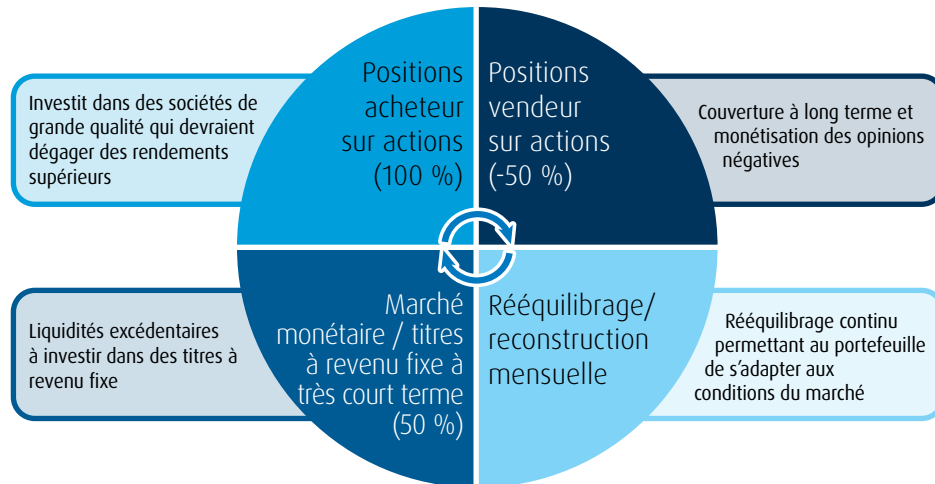 Positions
acheteur
sur actions
(100 %)
Investit dans des sociétés de
grande qualité qui devraient
dégager des rendements
supérieurs
Positions
vendeur
sur actions
(-50 %)
Couverture à long terme et
monétisation des opinions
négatives
Marché
monétaire / titres
à revenu fixe à
très court terme
(50 %)
Liquidités excédentaires
à investir dans des titres à
revenu fixe
Rééquilibrage/
reconstruction
mensuelle
Rééquilibrage continu
permettant au portefeuille
de s’adapter aux
conditions du marché